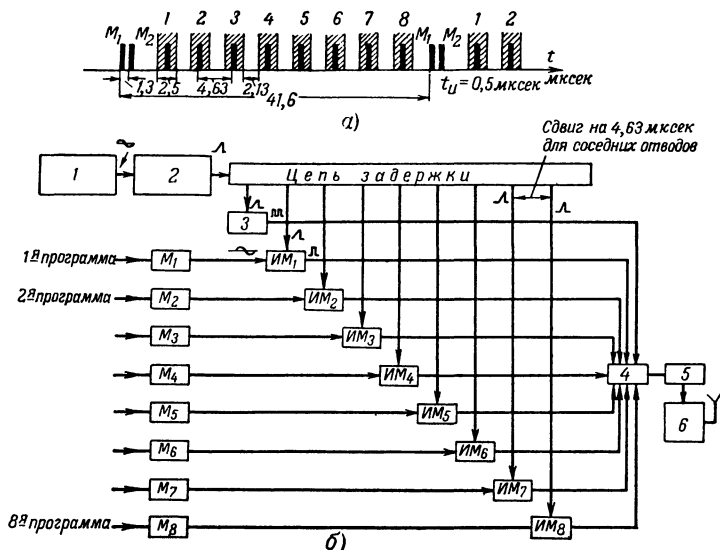 M₁ M₂ 1 2 3 4 5 6 7 8 M₁ M₂ 1 2
t
мксек
1,3 2,5 4,63 2,13
41,6
tи = 0,5 мксек
а)
Сдвиг на 4,63 мксек
для соседних отводов
1 2 Цепь задержки
3
1я программа M₁ ИМ₁
2я программа M₂ ИМ₂
M₃ ИМ₃
M₄ ИМ₄ 4 5
M₅ ИМ₅
6
M₆ ИМ₆
M₇ ИМ₇
8я программа M₈ ИМ₈
б)